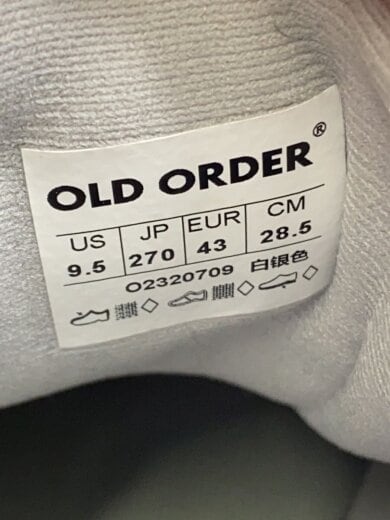 OLD ORDER®
US JP EUR CM
9.5 270 43 28.5
O2320709 白银色